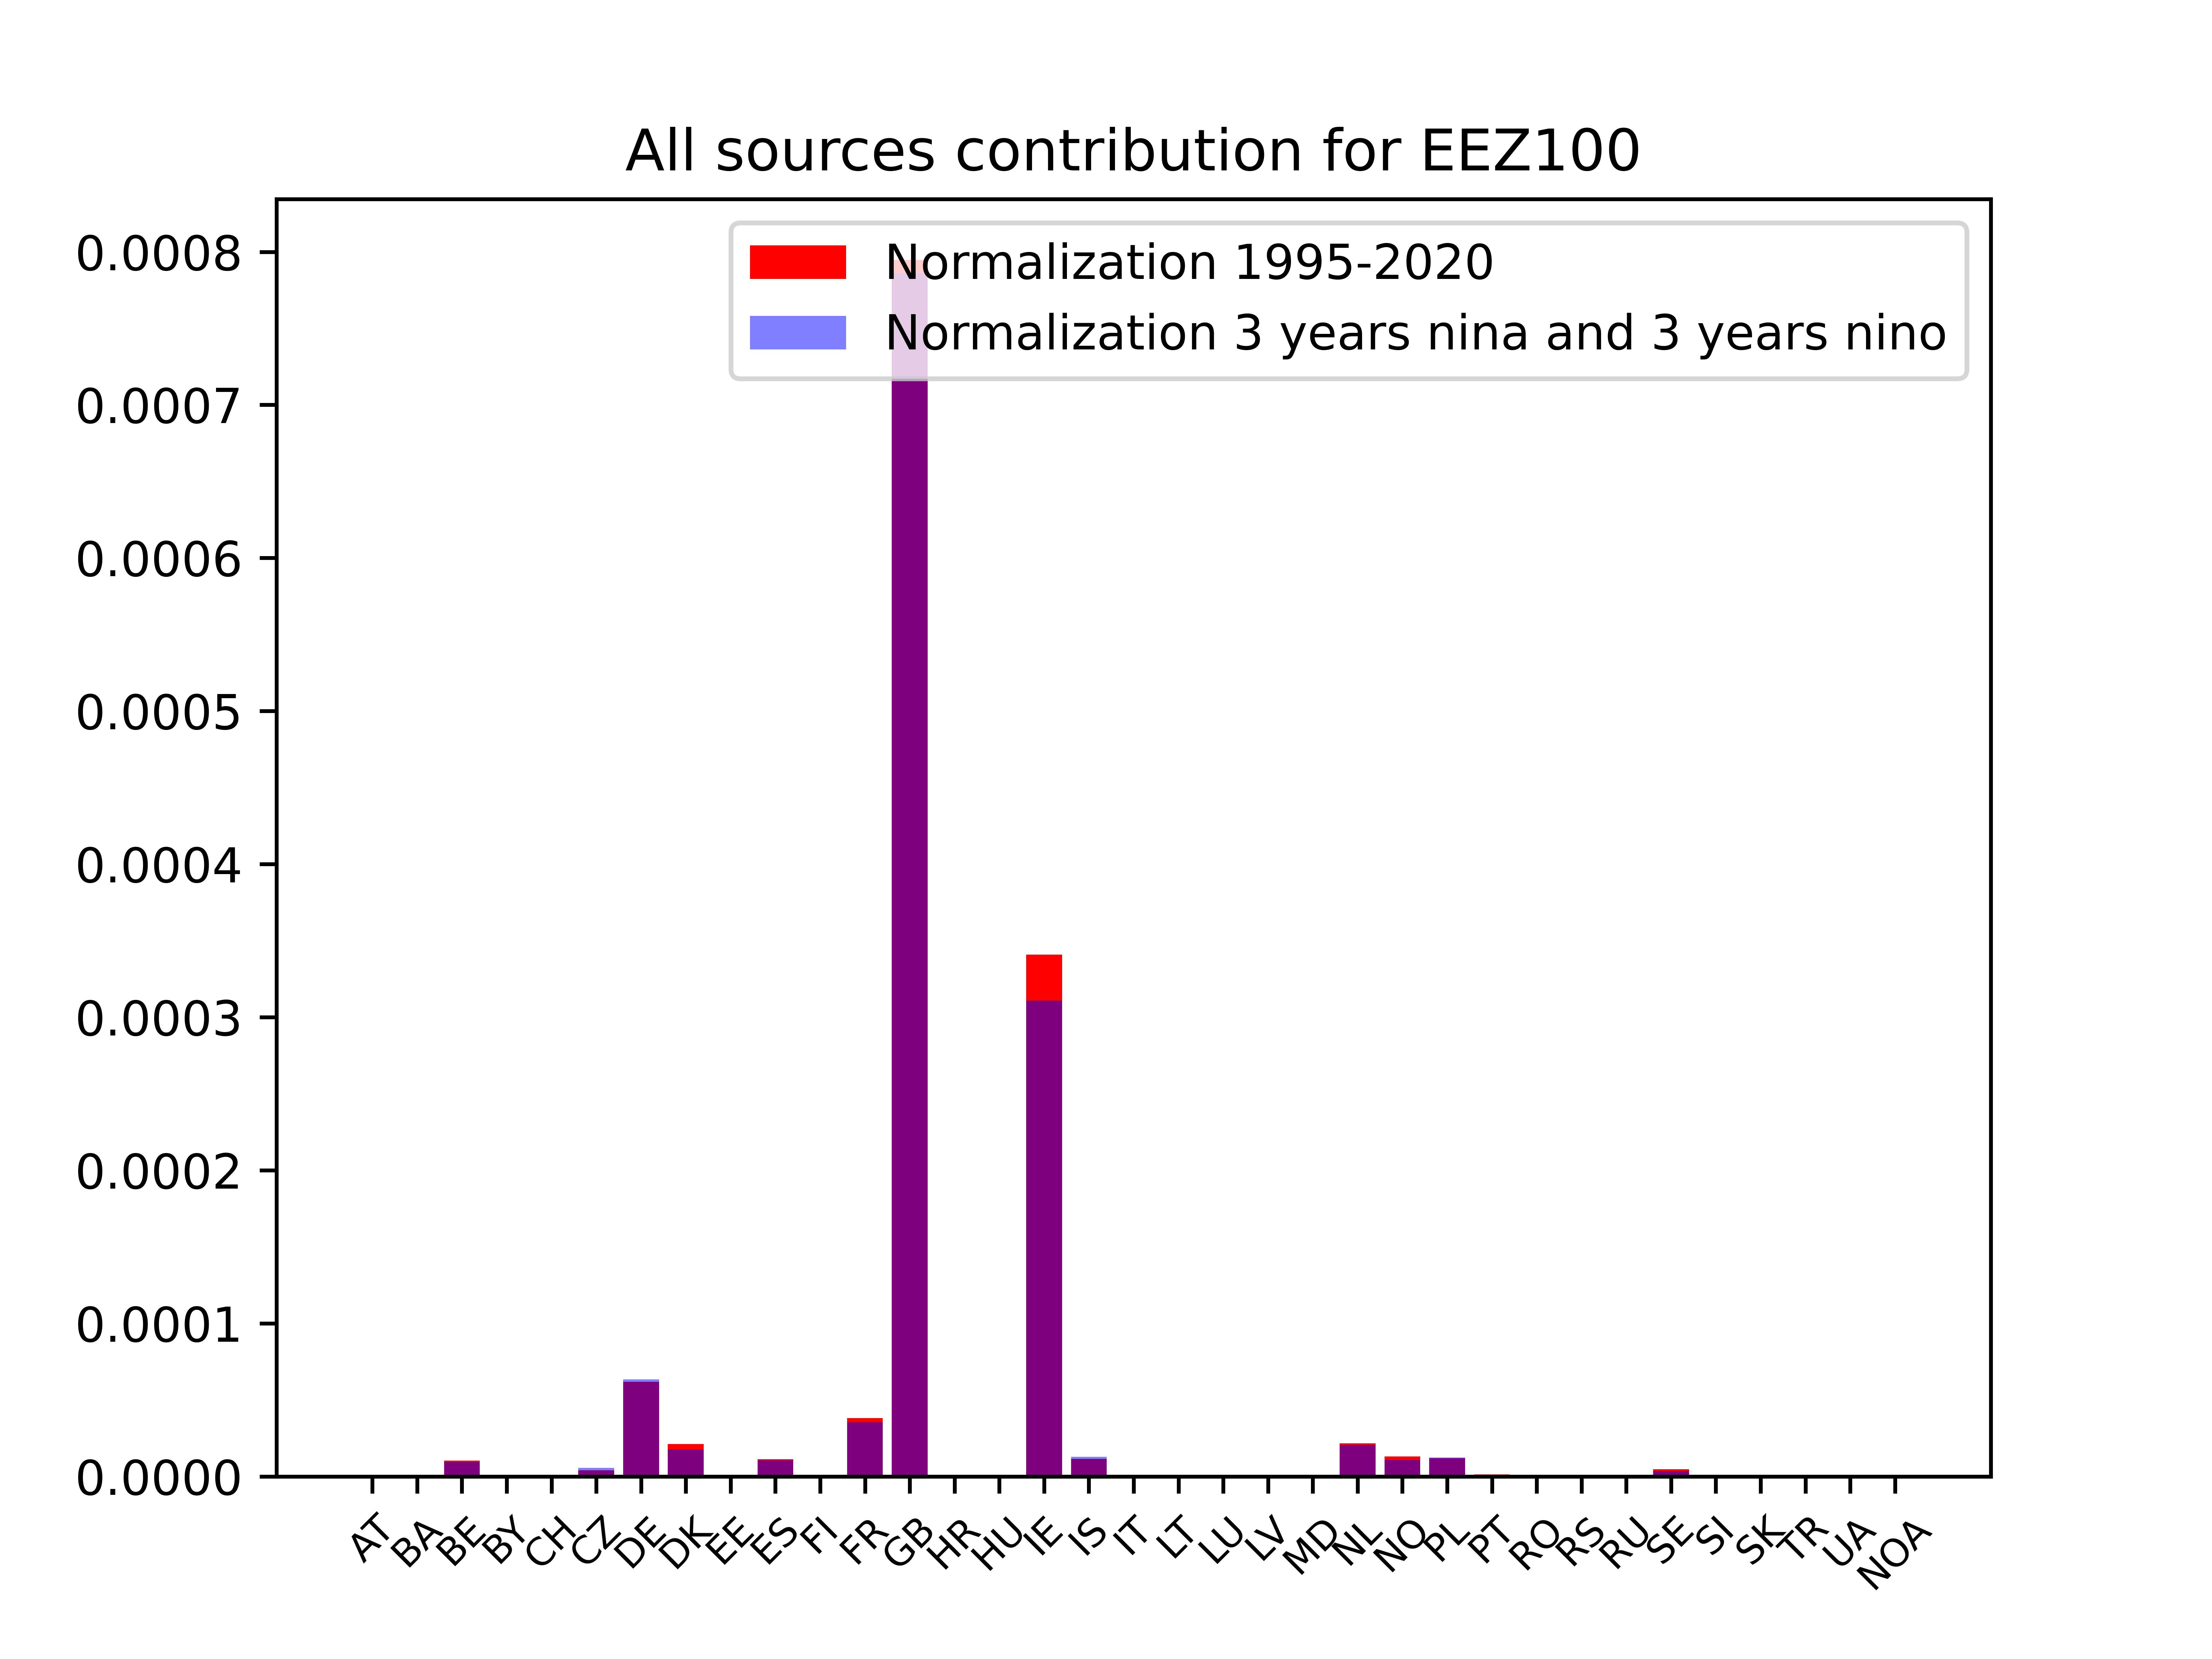 All sources contribution for EEZ100
Normalization 1995-2020
Normalization 3 years nina and 3 years nino
0.0008
0.0007
0.0006
0.0005
0.0004
0.0003
0.0002
0.0001
0.0000
AT BA BE BY CH CZ DE DK EE ES FI FR GB HR HU IE IS IT LT LU LV MD NL NO PL PT RO RS RU SE SI SK TR UA NOA